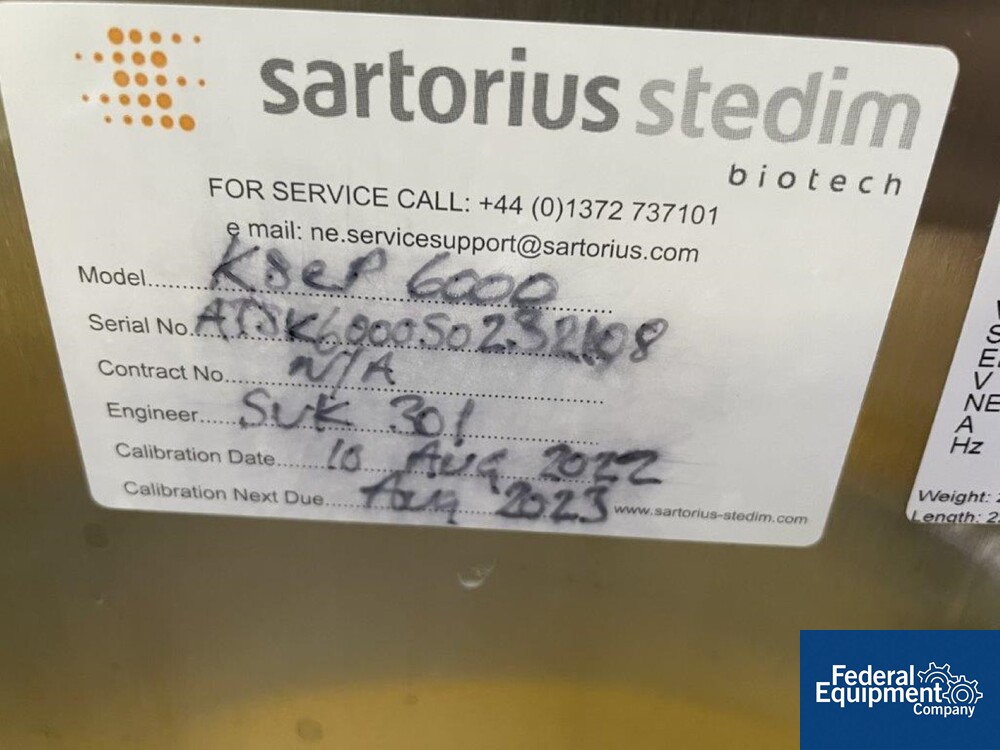 sartorius stedim
biotech
FOR SERVICE CALL: +44 (0)1372 737101
e mail: ne.servicesupport@sartorius.com
Model.....KSeP 6000
Serial No.
Contract No.....N/A
Engineer.....SUK 301
Calibration Date.....10 Aug 2022
Calibration Next Due.....Aug '2023
www.sartorius-stedim.com
NE
A
Hz
Weight:
Length: 2
Federal
Equipment
Company